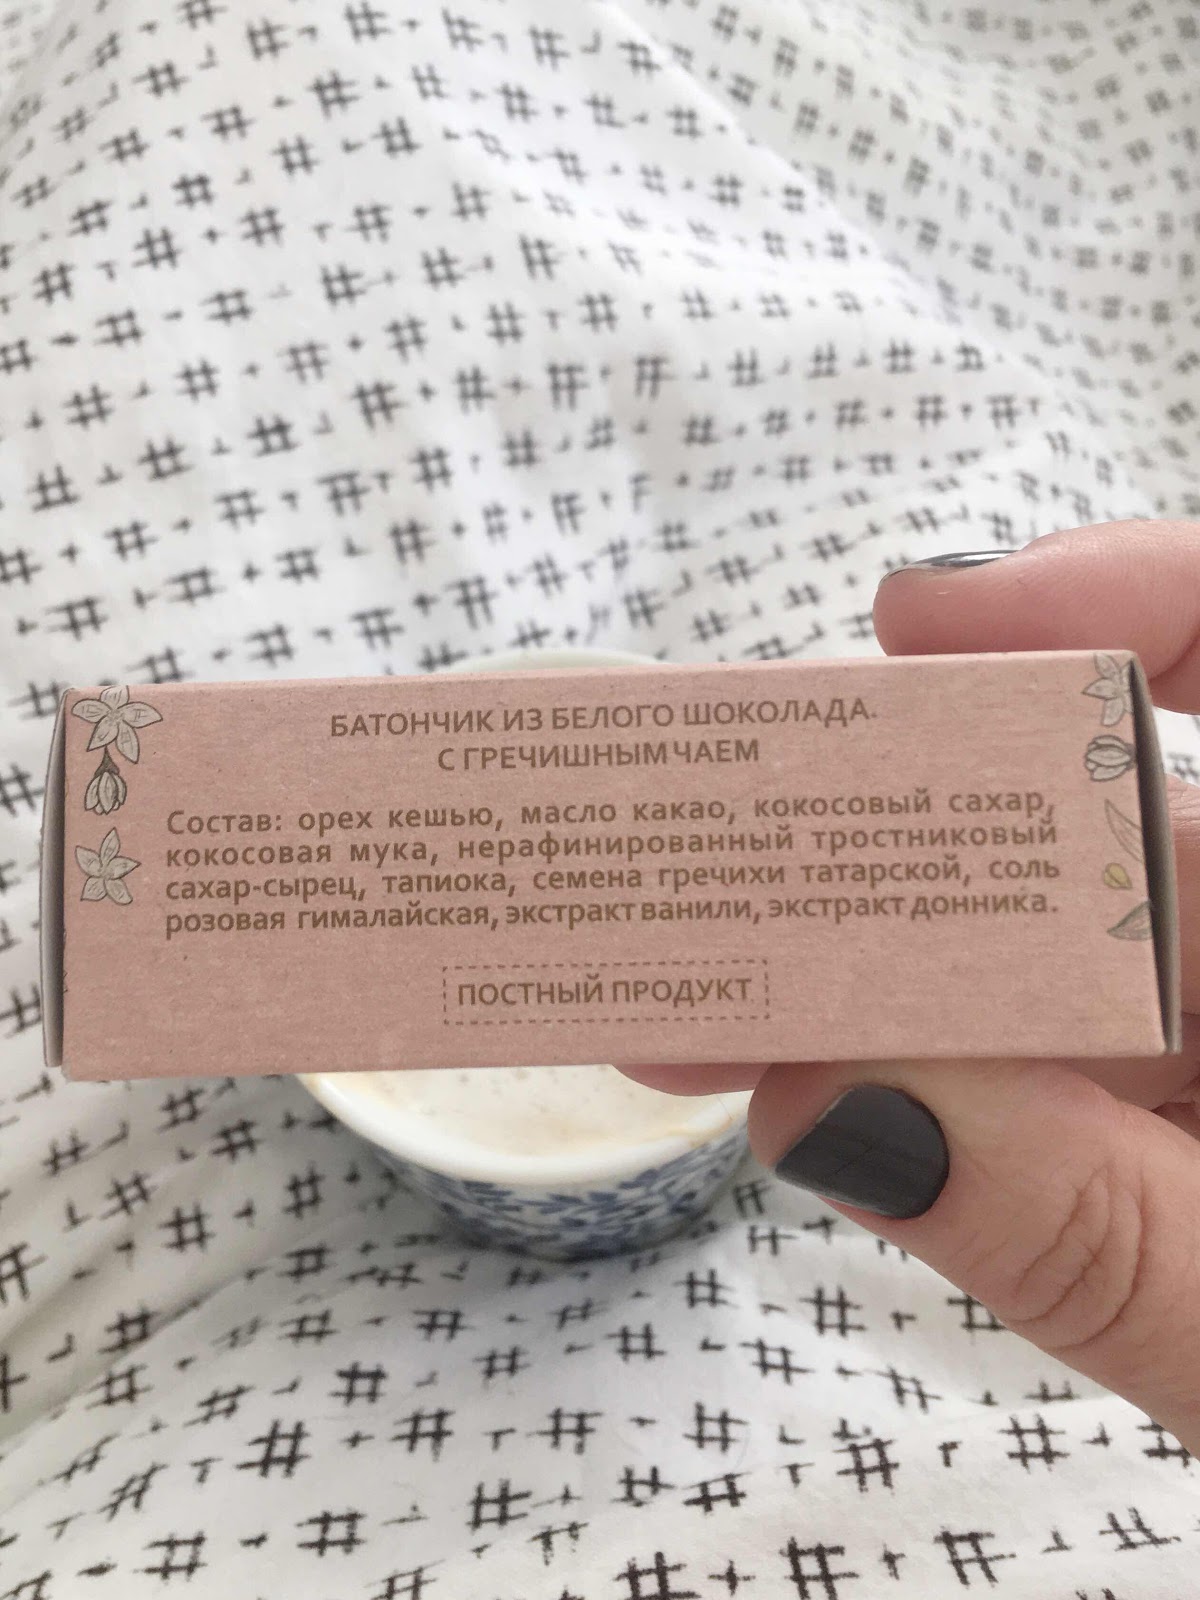 БАТОНЧИК ИЗ БЕЛОГО ШОКОЛАДА.
С ГРЕЧИШНЫМ ЧАЕМ
Состав: орех кешью, масло какао, кокосовый сахар,
кокосовая мука, нерафинированный тростниковый
сахар-сырец, тапиока, семена гречихи татарской, соль
розовая гималайская, экстракт ванили, экстракт донника.
ПОСТНЫЙ ПРОДУКТ